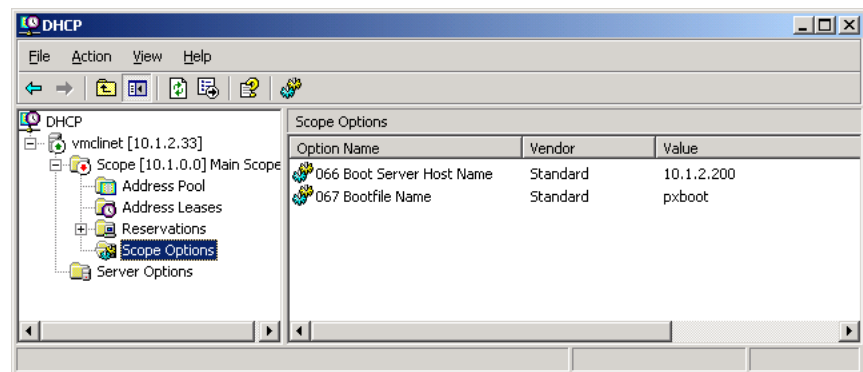 DHCP
File Action View Help
DHCP
vmclinet [10.1.2.33]
Scope [10.1.0.0] Main Scope
Address Pool
Address Leases
Reservations
Scope Options
Server Options
Scope Options
Option Name Vendor Value
066 Boot Server Host Name Standard 10.1.2.200
067 Bootfile Name Standard pxboot